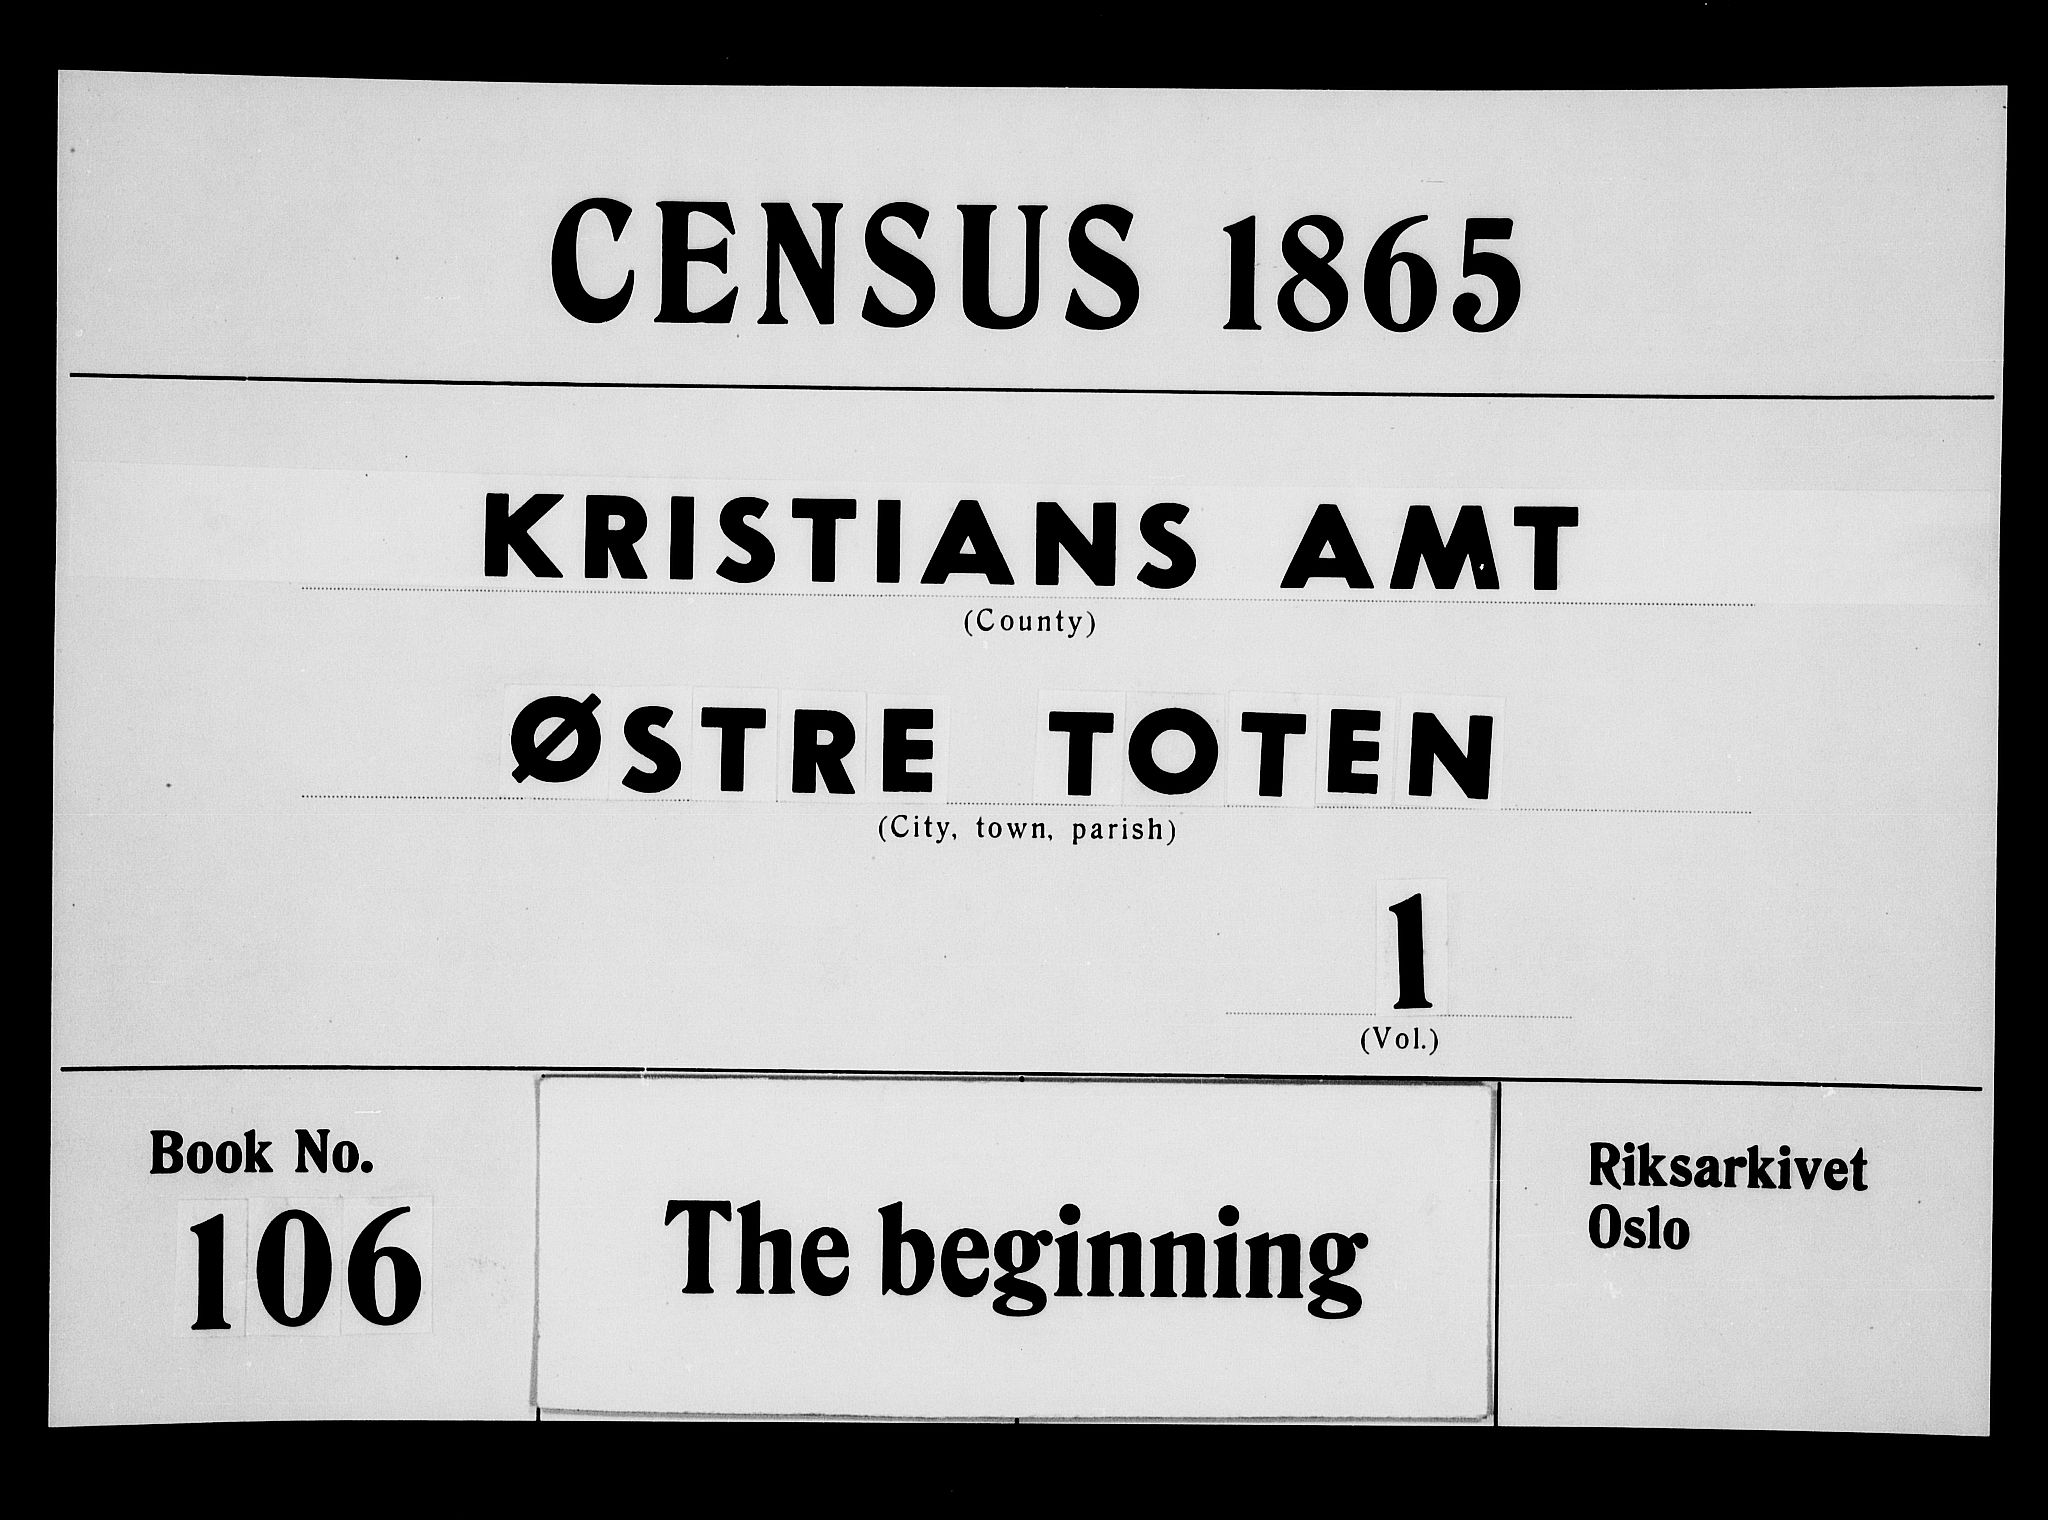 CENSUS 1865
KRISTIANS AMT
(County)
ØSTRE TOTEN
(City, town, parish)
1
(Vol.)
Book No.
106
The beginning
Riksarkivet
Oslo